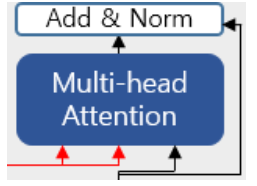 Add & Norm
Multi-head
Attention